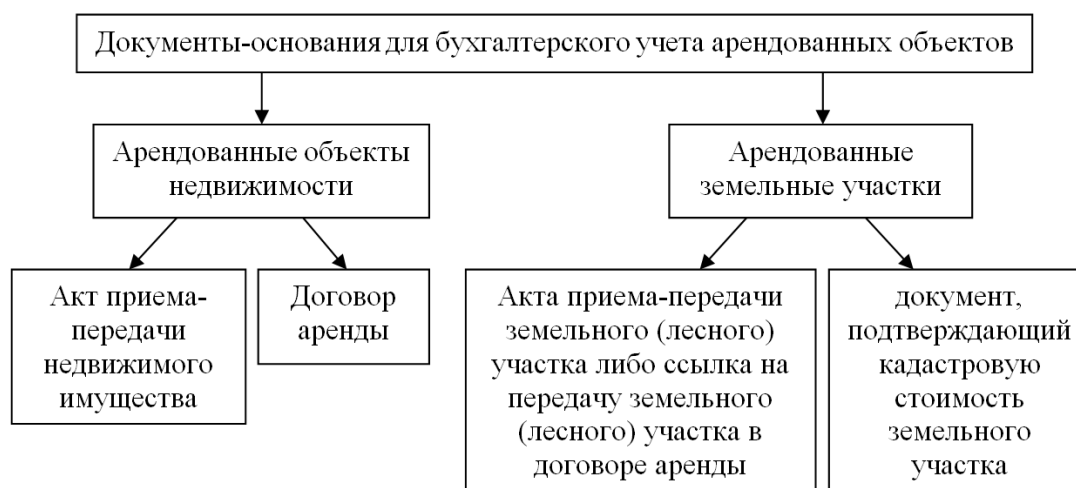 Документы-основания для бухгалтерского учета арендованных объектов
Арендованные объекты
недвижимости
Арендованные
земельные участки
Акт приема-
передачи
недвижимого
имущества
Договор
аренды
Акта приема-передачи
земельного (лесного)
участка либо ссылка на
передачу земельного
(лесного) участка в
договоре аренды
документ,
подтверждающий
кадастровую
стоимость
земельного
участка